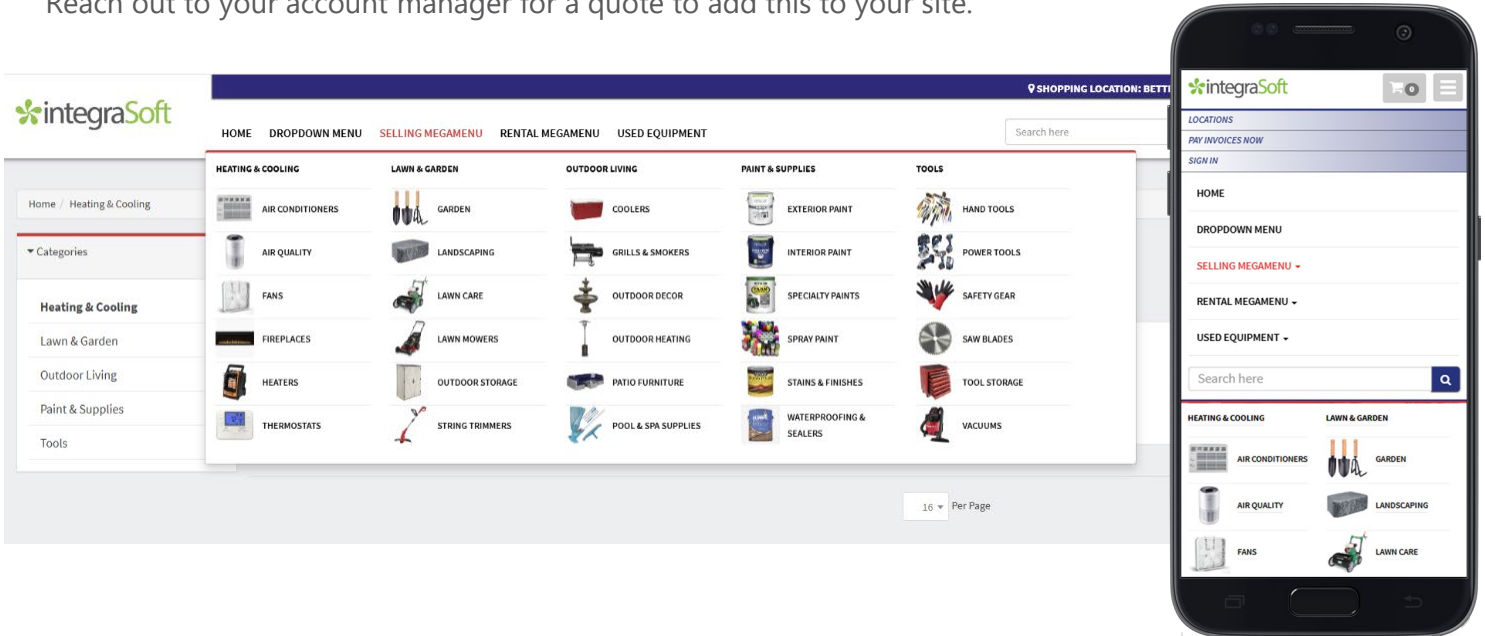 Reach out to your account manager for a quote to add this to your site.
integraSoft
SHOPPING LOCATION: BETT
HOME DROPDOWN MENU SELLING MEGAMENU RENTAL MEGAMENU USED EQUIPMENT
Search here
Home / Heating & Cooling
Categories
Heating & Cooling
Lawn & Garden
Outdoor Living
Paint & Supplies
Tools
HEATING & COOLING
AIR CONDITIONERS
AIR QUALITY
FANS
FIREPLACES
HEATERS
THERMOSTATS
LAWN & GARDEN
GARDEN
LANDSCAPING
LAWN CARE
LAWN MOWERS
OUTDOOR STORAGE
STRING TRIMMERS
OUTDOOR LIVING
COOLERS
GRILLS & SMOKERS
OUTDOOR DECOR
OUTDOOR HEATING
PATIO FURNITURE
POOL & SPA SUPPLIES
PAINT & SUPPLIES
EXTERIOR PAINT
INTERIOR PAINT
SPECIALTY PAINTS
SPRAY PAINT
STAINS & FINISHES
WATERPROOFING &
SEALERS
TOOLS
HAND TOOLS
POWER TOOLS
SAFETY GEAR
SAW BLADES
TOOL STORAGE
VACUUMS
16 Per Page
integraSoft
0
LOCATIONS
PAY INVOICES NOW
SIGN IN
HOME
DROPDOWN MENU
SELLING MEGAMENU
RENTAL MEGAMENU
USED EQUIPMENT
Search here
HEATING & COOLING
AIR CONDITIONERS
AIR QUALITY
FANS
LAWN & GARDEN
GARDEN
LANDSCAPING
LAWN CARE